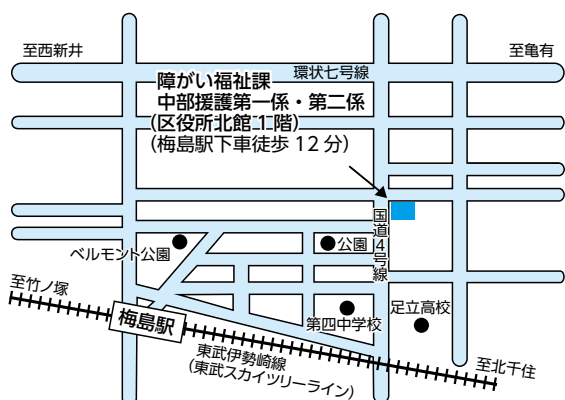 至西新井
至亀有
環状七号線
障がい福祉課
中部援護第一係・第二係
(区役所北館1階)
(梅島駅下車徒歩 12 分)
国道4号線
公園
ベルモント公園
至竹ノ塚
梅島駅
第四中学校
足立高校
東武伊勢崎線
(東武スカイツリーライン)
至北千住